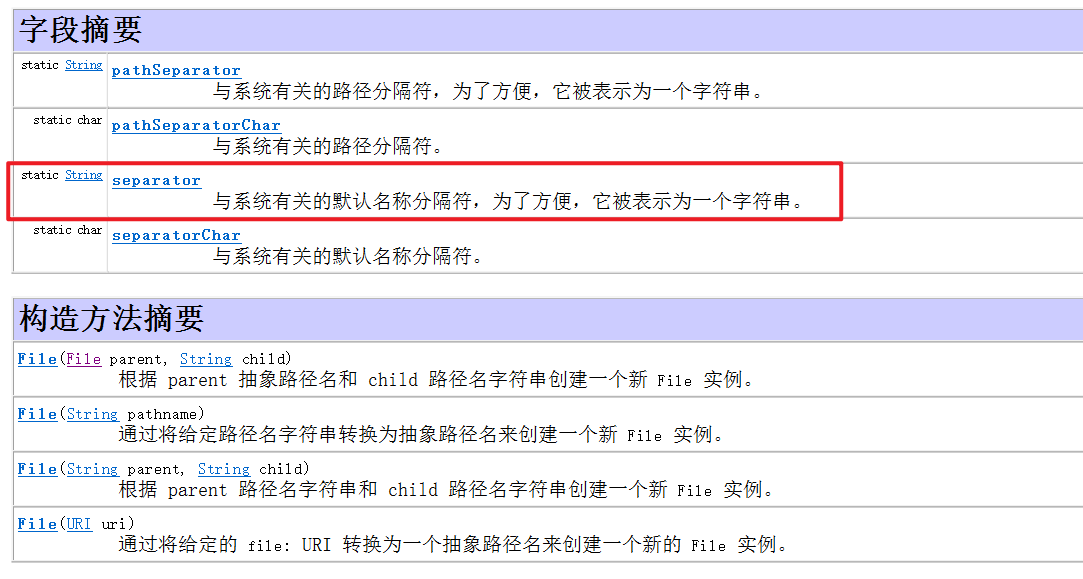 字段摘要
static String pathSeparator
与系统有关的路径分隔符，为了方便，它被表示为一个字符串。
static char pathSeparatorChar
与系统有关的路径分隔符。
static String separator
与系统有关的默认名称分隔符，为了方便，它被表示为一个字符串。
static char separatorChar
与系统有关的默认名称分隔符。
构造方法摘要
File(File parent, String child)
根据 parent 抽象路径名和 child 路径名字符串创建一个新 File 实例。
File(String pathname)
通过将给定路径名字符串转换为抽象路径名来创建一个新 File 实例。
File(String parent, String child)
根据 parent 路径名字符串和 child 路径名字符串创建一个新 File 实例。
File(URI uri)
通过将给定的 file: URI 转换为一个抽象路径名来创建一个新的 File 实例。